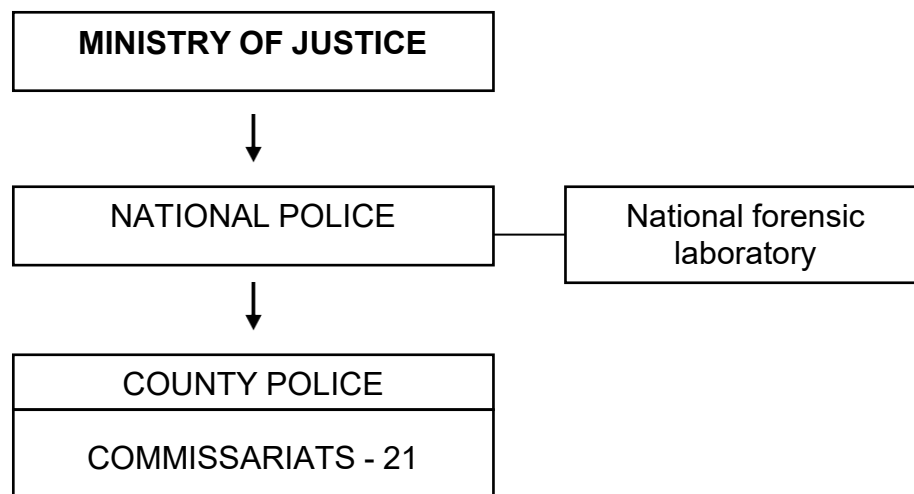 MINISTRY OF JUSTICE
NATIONAL POLICE
National forensic
laboratory
COUNTY POLICE
COMMISSARIATS - 21